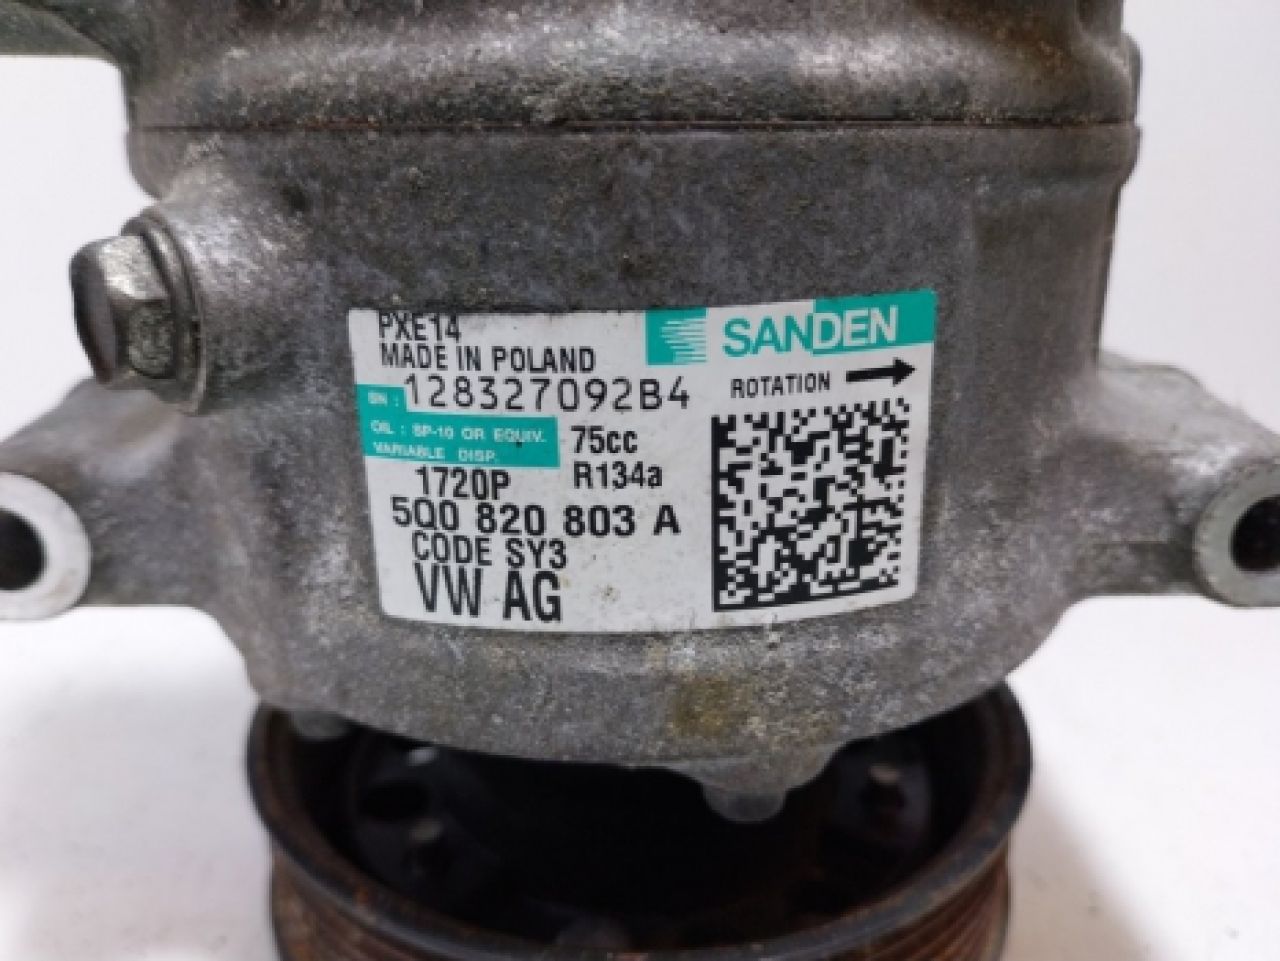 PXE14
SANDEN
MADE IN POLAND
ROTATION
SN : 128327092B4
OIL : SP-10 OR EQUIV. 75cc
VARIABLE DISP.
1720P R134a
5Q0 820 803 A
CODE SY3
VW AG